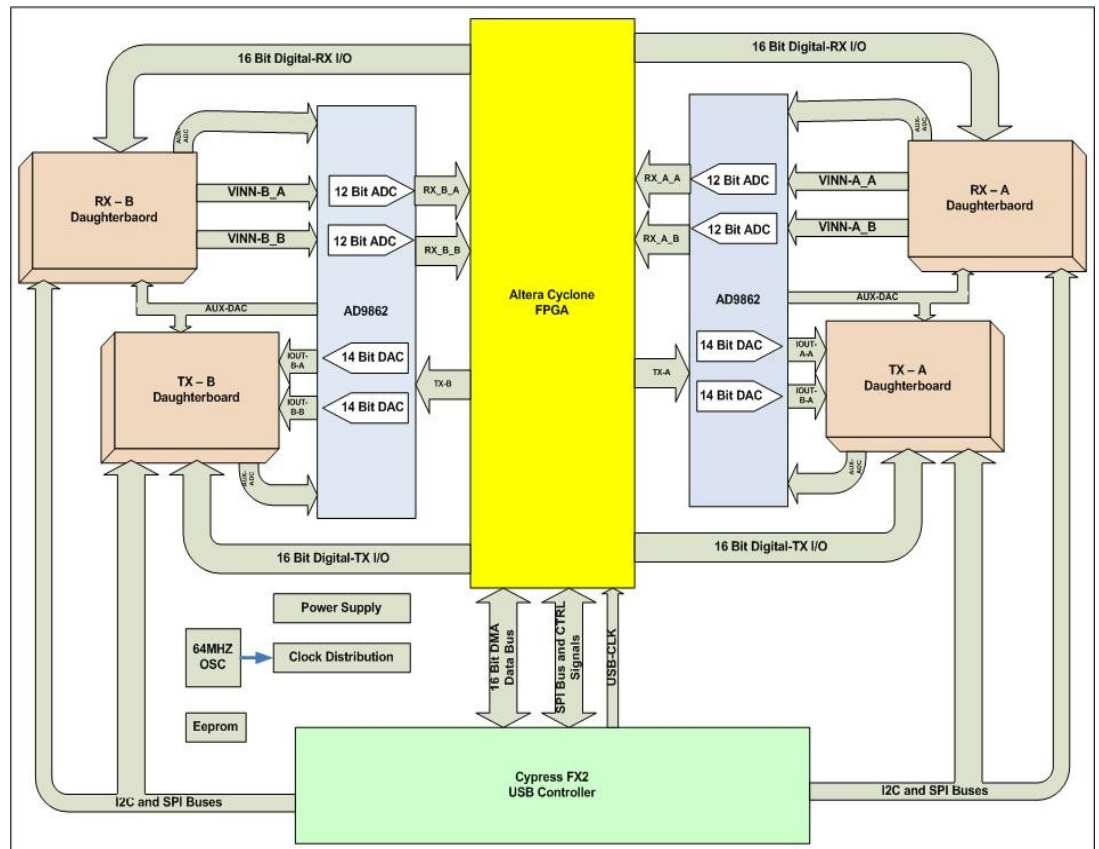 16 Bit Digital-RX I/O
16 Bit Digital-RX I/O
AUX-
ADC
AUX-
ADC
RX – B
Daughterbaord
VINN-B_A
VINN-B_B
12 Bit ADC
12 Bit ADC
RX_B_A
RX_B_B
RX_A_A
RX_A_B
12 Bit ADC
12 Bit ADC
VINN-A_A
VINN-A_B
RX – A
Daughterbaord
Altera Cyclone
FPGA
AUX-DAC
AD9862
AD9862
AUX-DAC
TX – B
Daughterboard
IOUT-
B-A
IOUT-
B-B
14 Bit DAC
14 Bit DAC
TX-B
TX-A
14 Bit DAC
14 Bit DAC
IOUT-
A-A
IOUT-
B-A
TX – A
Daughterboard
AUX-
ADC
AUX-
ADC
16 Bit Digital-TX I/O
16 Bit Digital-TX I/O
Power Supply
64MHZ
OSC
Clock Distribution
Eeprom
16 Bit DMA
Data Bus
SPI Bus and CTRL
Signals
USB-CLK
Cypress FX2
USB Controller
I2C and SPI Buses
I2C and SPI Buses